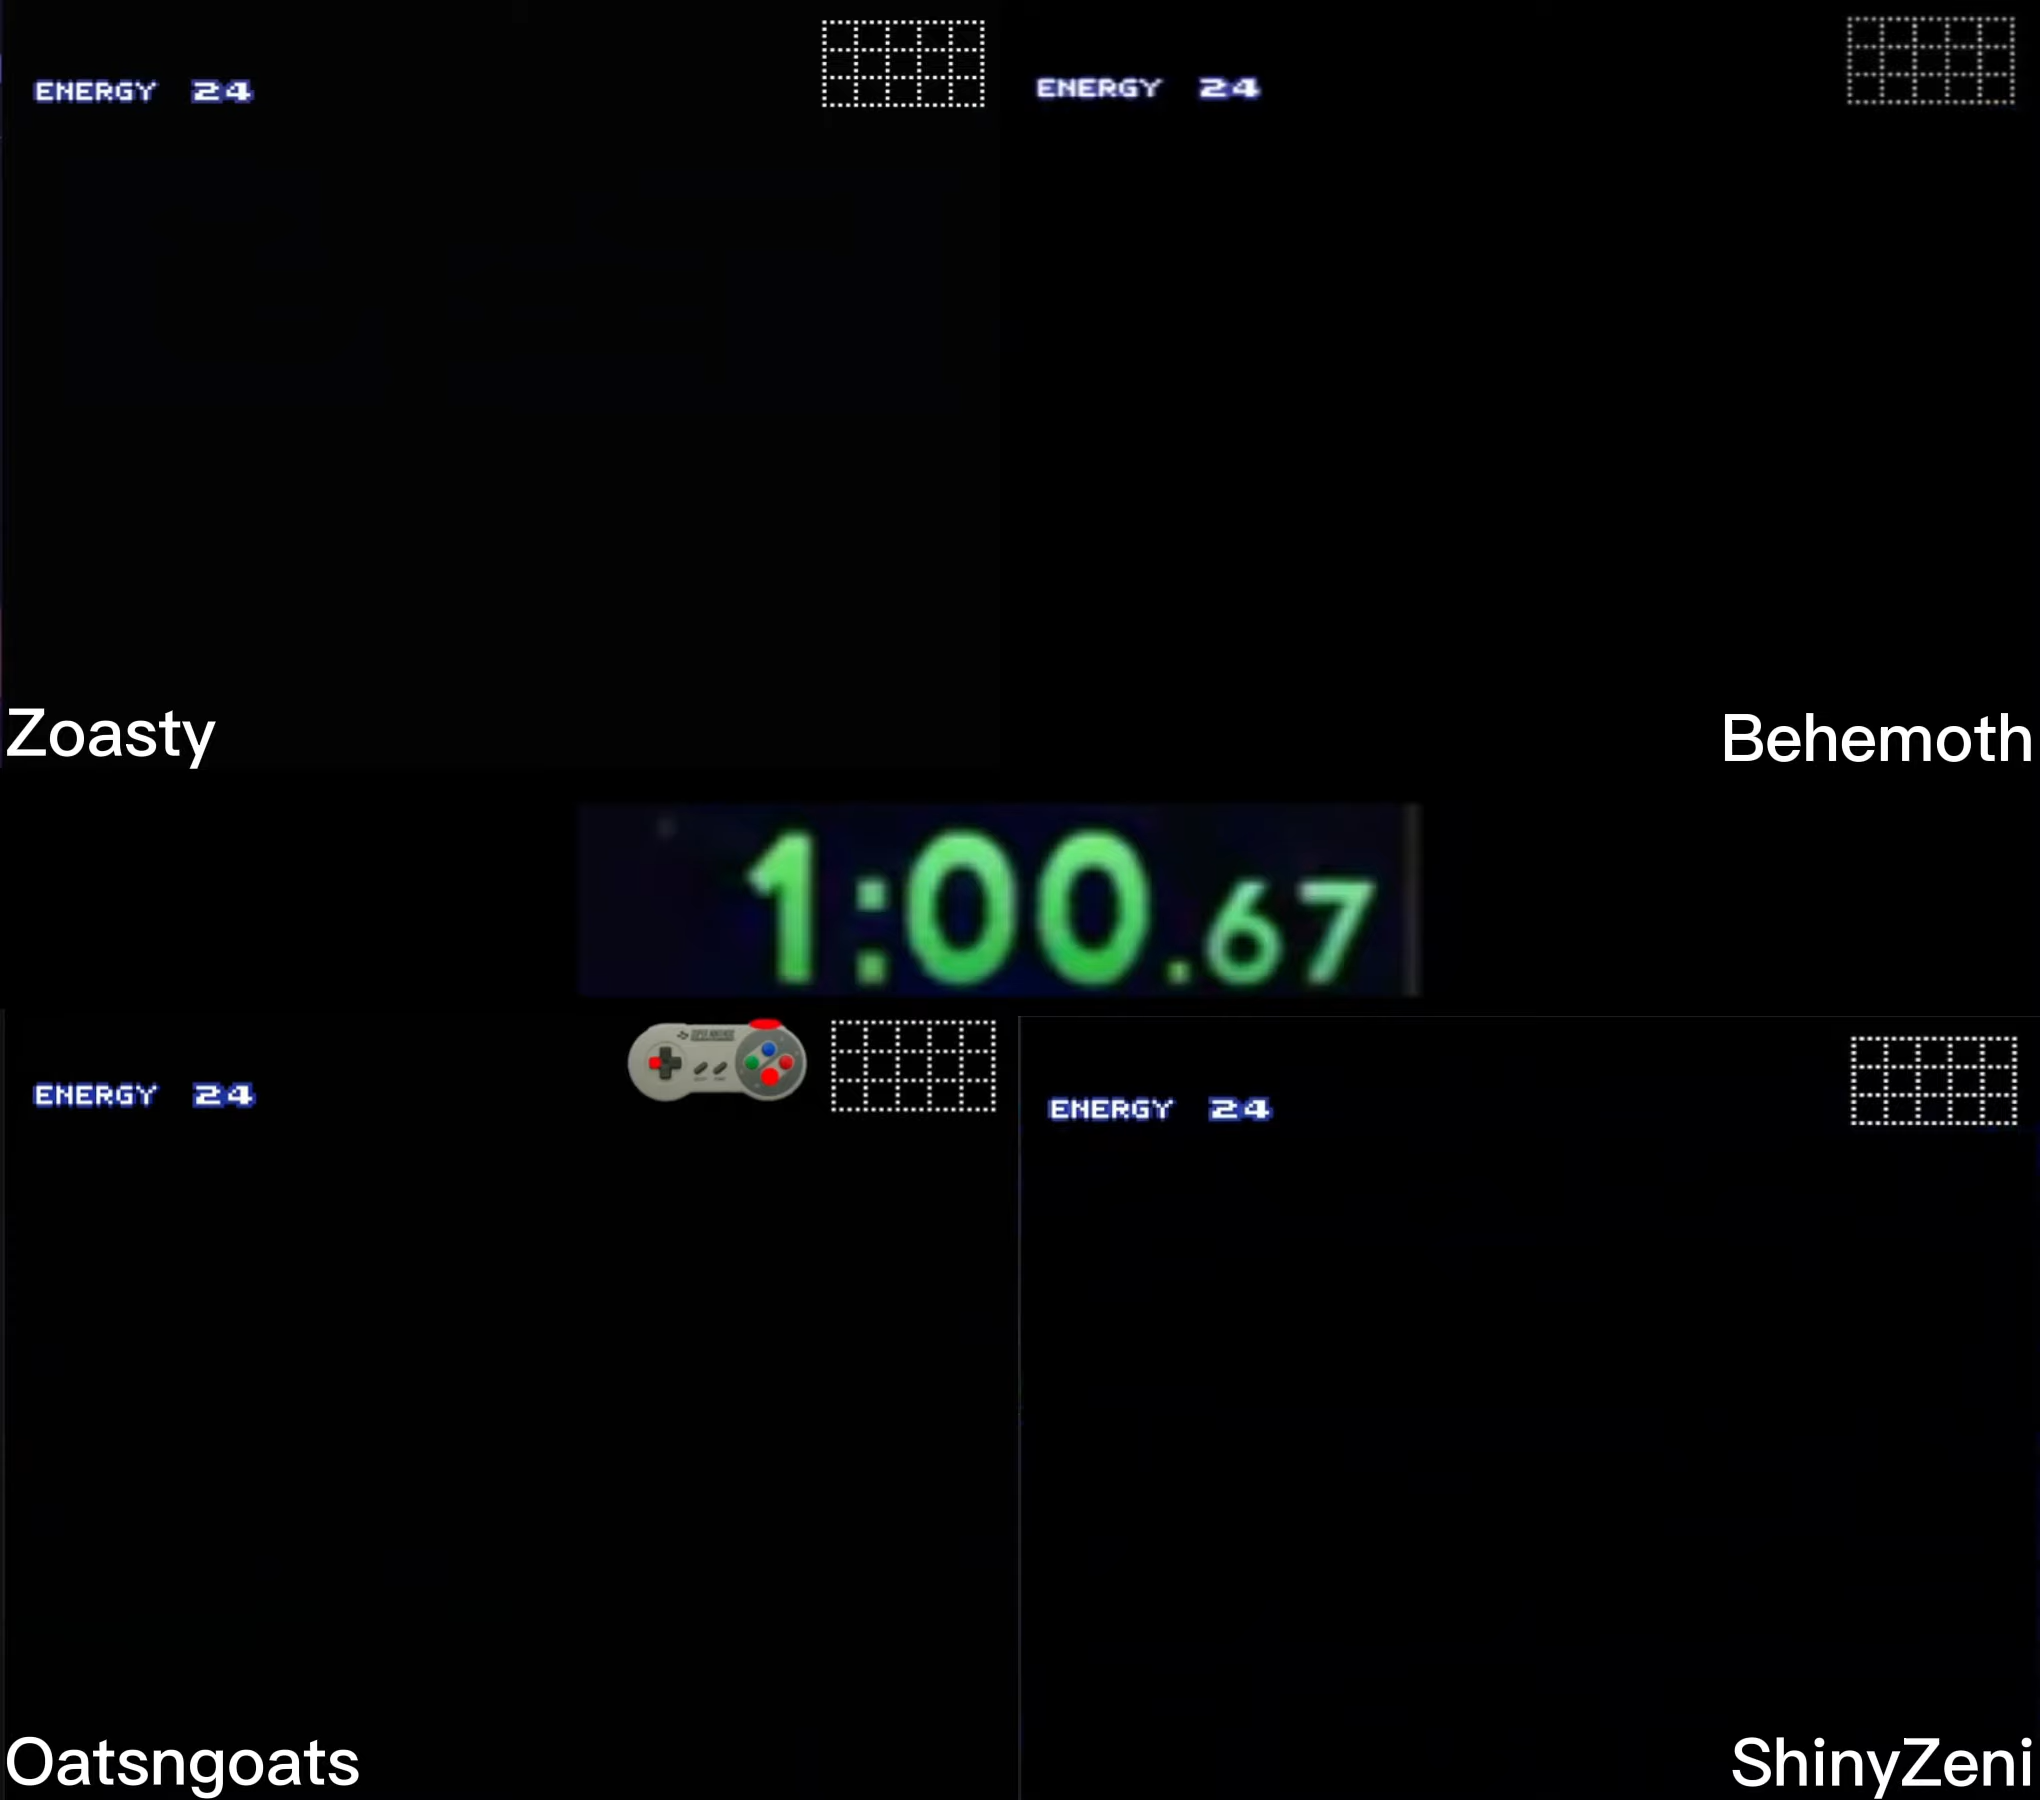 ENERGY 24
ENERGY 24
Zoasty
Behemoth
1:00.67
ENERGY 24
ENERGY 24
Oatsngoats
ShinyZeni